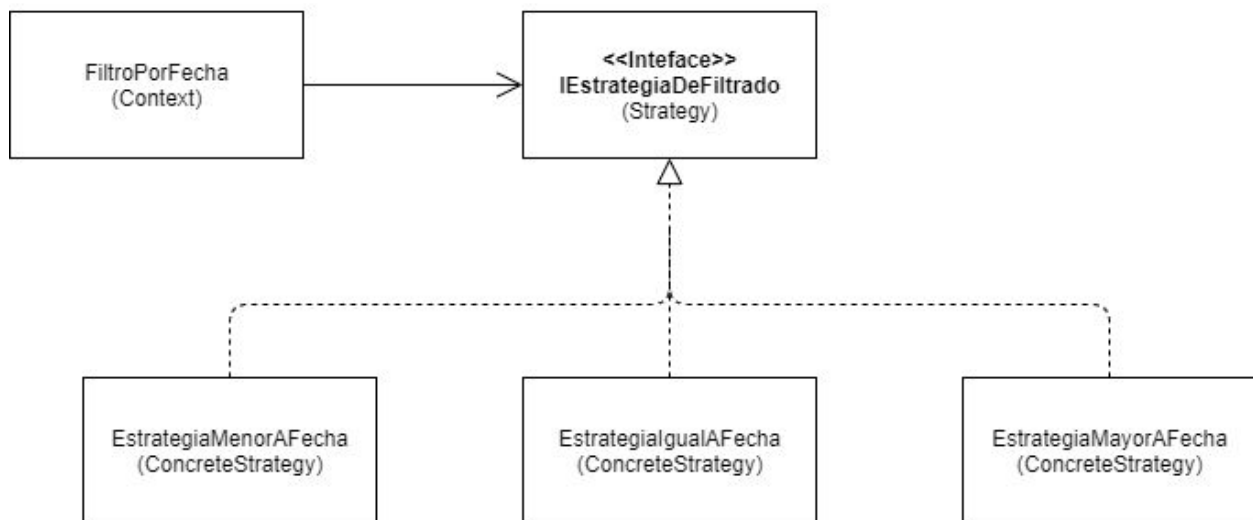 FiltroPorFecha
(Context)
<<Inteface>>
IEstrategiaDeFiltrado
(Strategy)
EstrategiaMenorAFecha
(ConcreteStrategy)
EstrategiaIgualAFecha
(ConcreteStrategy)
EstrategiaMayorAFecha
(ConcreteStrategy)